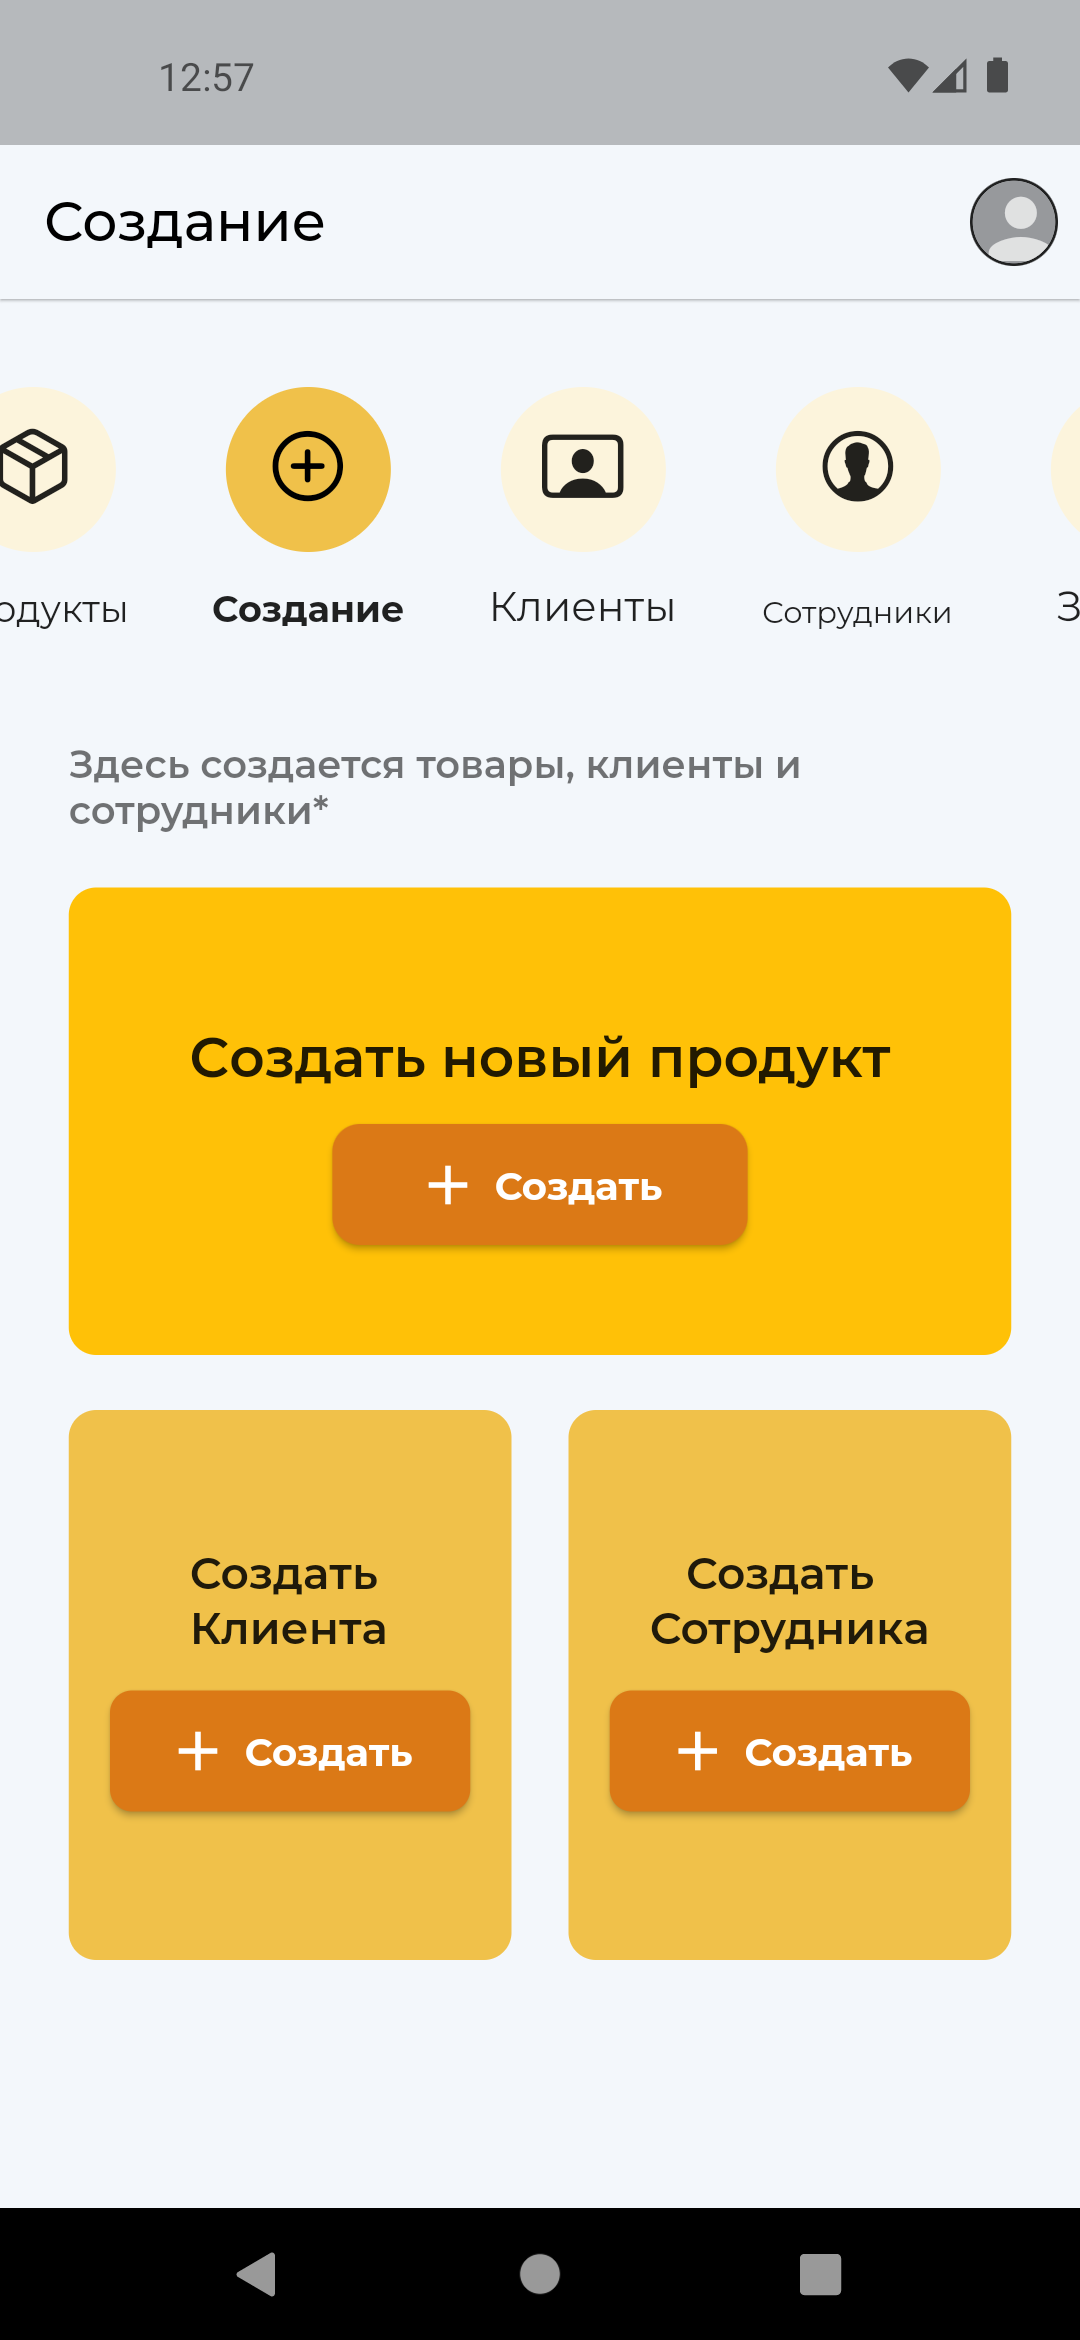 12:57
Создание
одукты
Создание
Клиенты
Сотрудники
З
Здесь создается товары, клиенты и
сотрудники*
Создать новый продукт
Создать
Создать
Клиента
Создать
Создать
Сотрудника
Создать